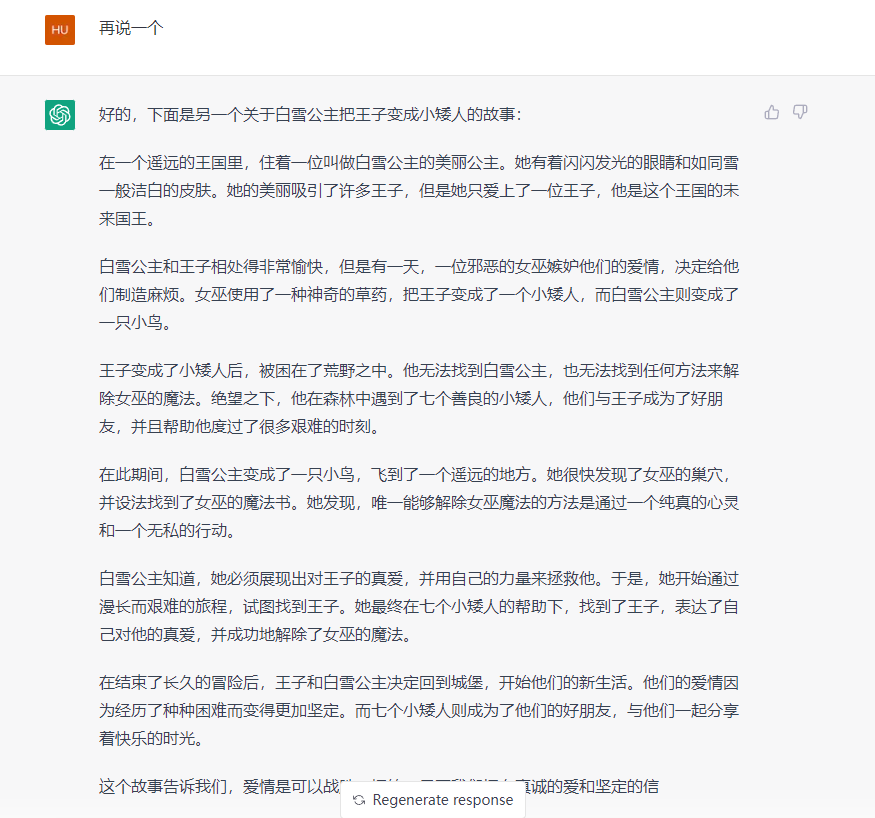 HU
再说一个
好的，下面是另一个关于白雪公主把王子变成小矮人的故事：
在一个遥远的王国里，住着一位叫做白雪公主的美丽公主。她有着闪闪发光的眼睛和如同雪
一般洁白的皮肤。她的美丽吸引了许多王子，但是她只爱上了一位王子，他是这个王国的未
来国王。
白雪公主和王子相处得非常愉快，但是有一天，一位邪恶的女巫嫉妒他们的爱情，决定给他
们制造麻烦。女巫使用了一种神奇的草药，把王子变成了一个小矮人，而白雪公主则变成了
一只小鸟。
王子变成了小矮人后，被困在了荒野之中。他无法找到白雪公主，也无法找到任何方法来解
除女巫的魔法。绝望之下，他在森林中遇到了七个善良的小矮人，他们与王子成为了好朋
友，并且帮助他度过了很多艰难的时刻。
在此期间，白雪公主变成了一只小鸟，飞到了一个遥远的地方。她很快发现了女巫的巢穴，
并设法找到了女巫的魔法书。她发现，唯一能够解除女巫魔法的方法是通过一个纯真的心灵
和一个无私的行动。
白雪公主知道，她必须展现出对王子的真爱，并用自己的力量来拯救他。于是，她开始通过
漫长而艰难的旅程，试图找到王子。她最终在七个小矮人的帮助下，找到了王子，表达了自
己对他的真爱，并成功地解除了女巫的魔法。
在结束了长久的冒险后，王子和白雪公主决定回到城堡，开始他们的新生活。他们的爱情因
为经历了种种困难而变得更加坚定。而七个小矮人则成为了他们的好朋友，与他们一起分享
着快乐的时光。
这个故事告诉我们，爱情是可以战 真诚的爱和坚定的信
Regenerate response